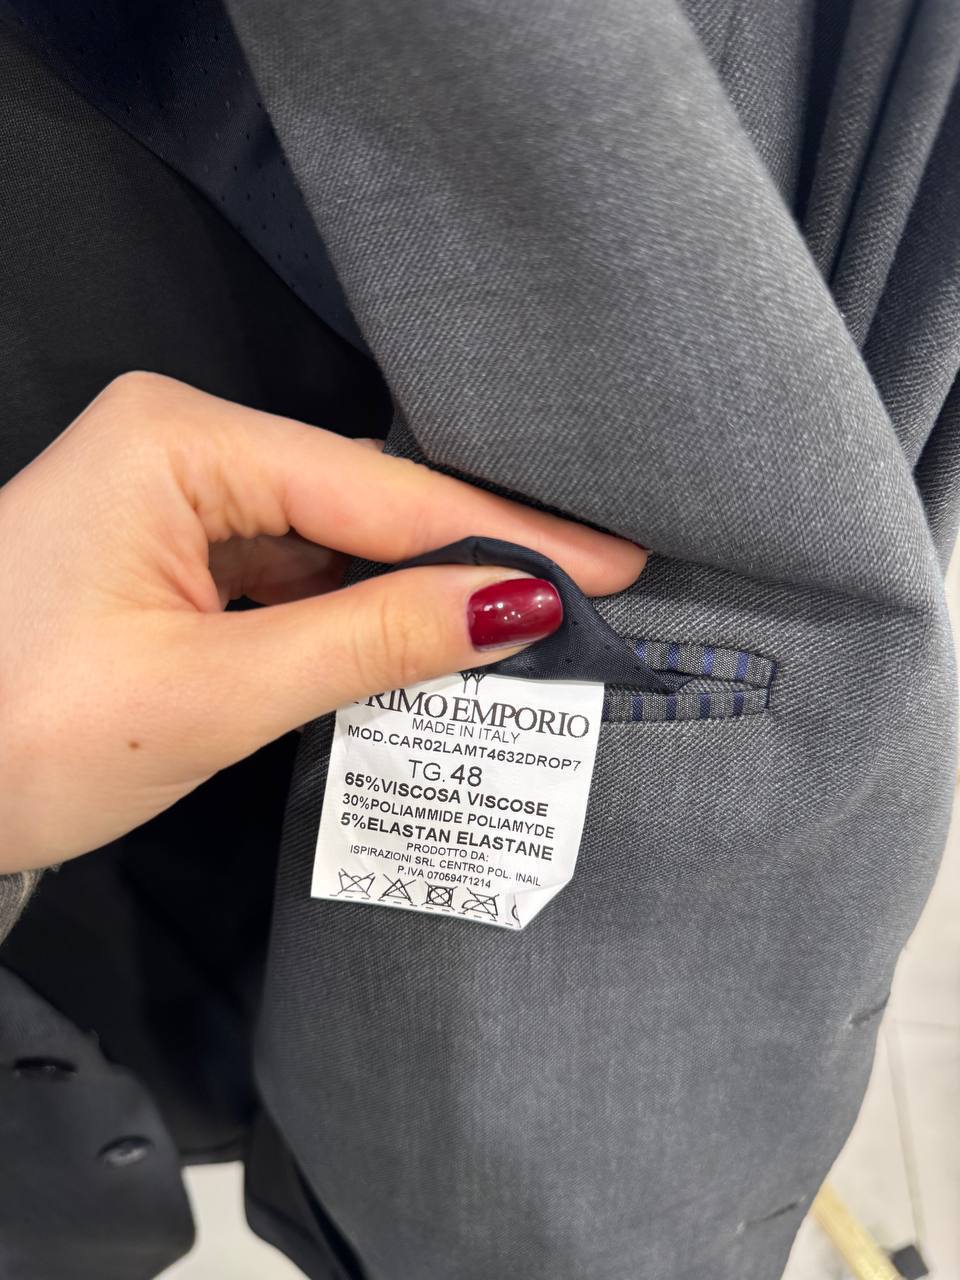 PRIMO EMPORIO
MADE IN ITALY
MOD.CAR02LAMT4632DROP7
TG.48
65%VISCOSA VISCOSE
30%POLIAMMIDE POLIAMYDE
5%ELASTAN ELASTANE
PRODOTTO DA:
ISPIRAZIONI SRL CENTRO POL. INAIL
P.IVA 07069471214